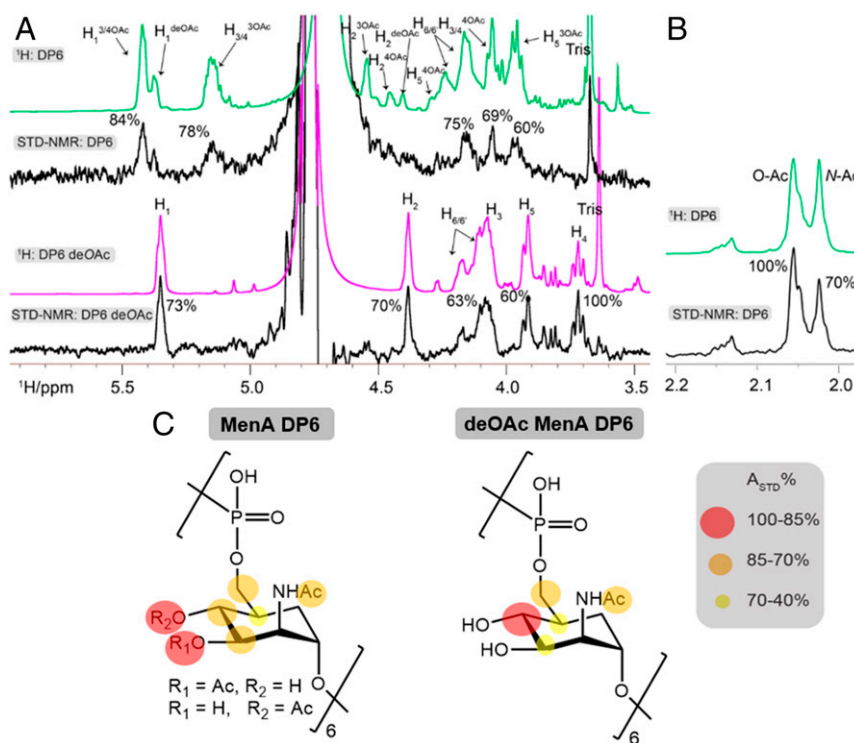 A
B
H1 3/4OAc
H1 deOAc
H3/4 3OAc
H2 3OAc
H2 4OAc
H2 deOAc
H5 4OAc
H6/6'
H3/4 4OAc
H5 3OAc
Tris
1H: DP6
84%
78%
75%
69%
60%
STD-NMR: DP6
H1
H2
H6/6'
H3
H5
Tris
H4
1H: DP6 deOAc
73%
70%
63%
60%
100%
STD-NMR: DP6 deOAc
1H/ppm
5.5
5.0
4.5
4.0
3.5
O-Ac
N-Ac
1H: DP6
100%
70%
STD-NMR: DP6
2.2
2.1
2.0
C
MenA DP6
deOAc MenA DP6
OH
P
O
O
NHAc
R2O
R1O
O
6
R1 = Ac, R2 = H
R1 = H, R2 = Ac
OH
P
O
O
NHAc
HO
HO
O
6
ASTD%
100-85%
85-70%
70-40%